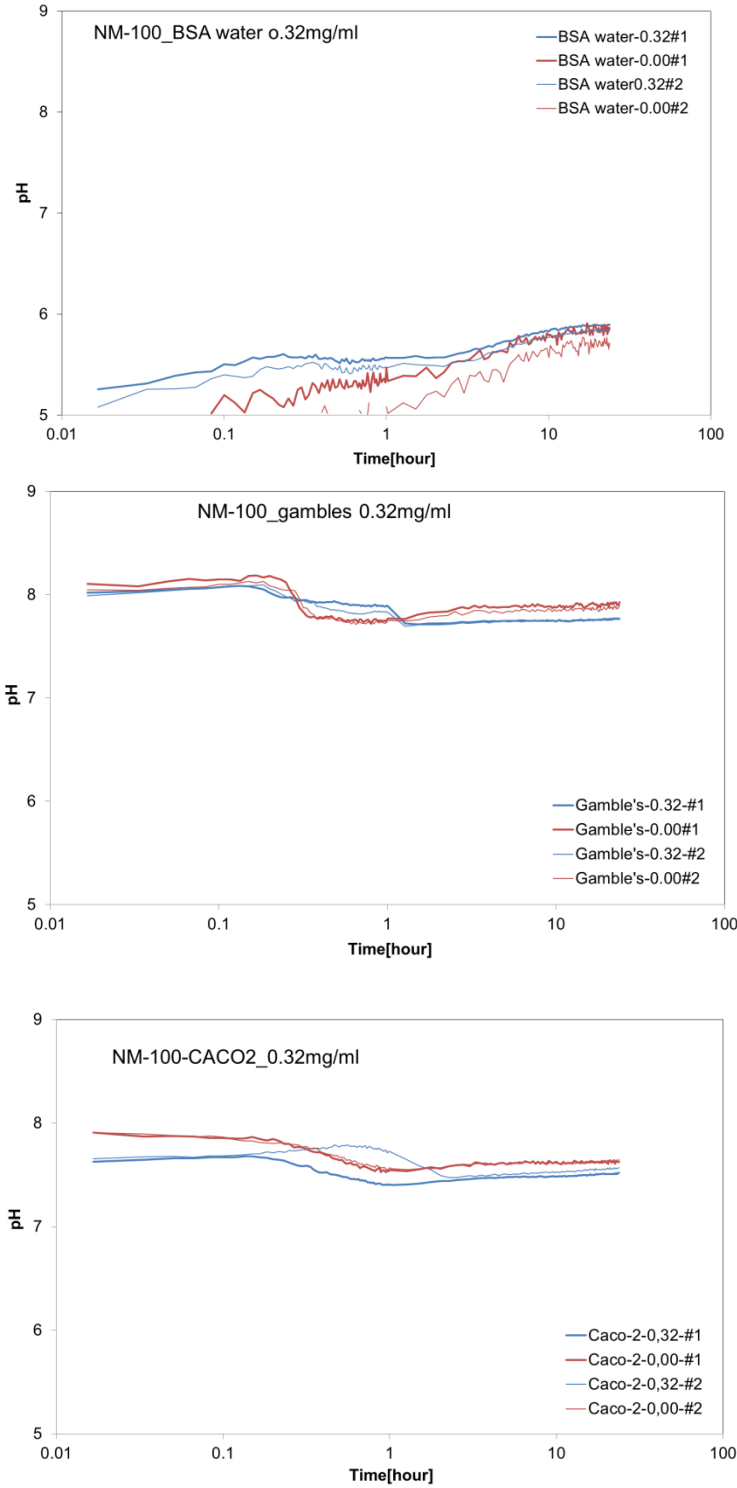 9
NM-100_BSA water o.32mg/ml
BSA water-0.32#1
BSA water-0.00#1
BSA water0.32#2
BSA water-0.00#2
8
pH
7
6
5
0.01 0.1 1 10 100
Time[hour]
9
NM-100_gambles 0.32mg/ml
8
pH
7
6
Gamble's-0.32-#1
Gamble's-0.00#1
Gamble's-0.32-#2
Gamble's-0.00#2
5
0.01 0.1 1 10 100
Time[hour]
9
NM-100-CACO2_0.32mg/ml
8
pH
7
6
Caco-2-0,32-#1
Caco-2-0,00-#1
Caco-2-0,32-#2
Caco-2-0,00-#2
5
0.01 0.1 1 10 100
Time[hour]